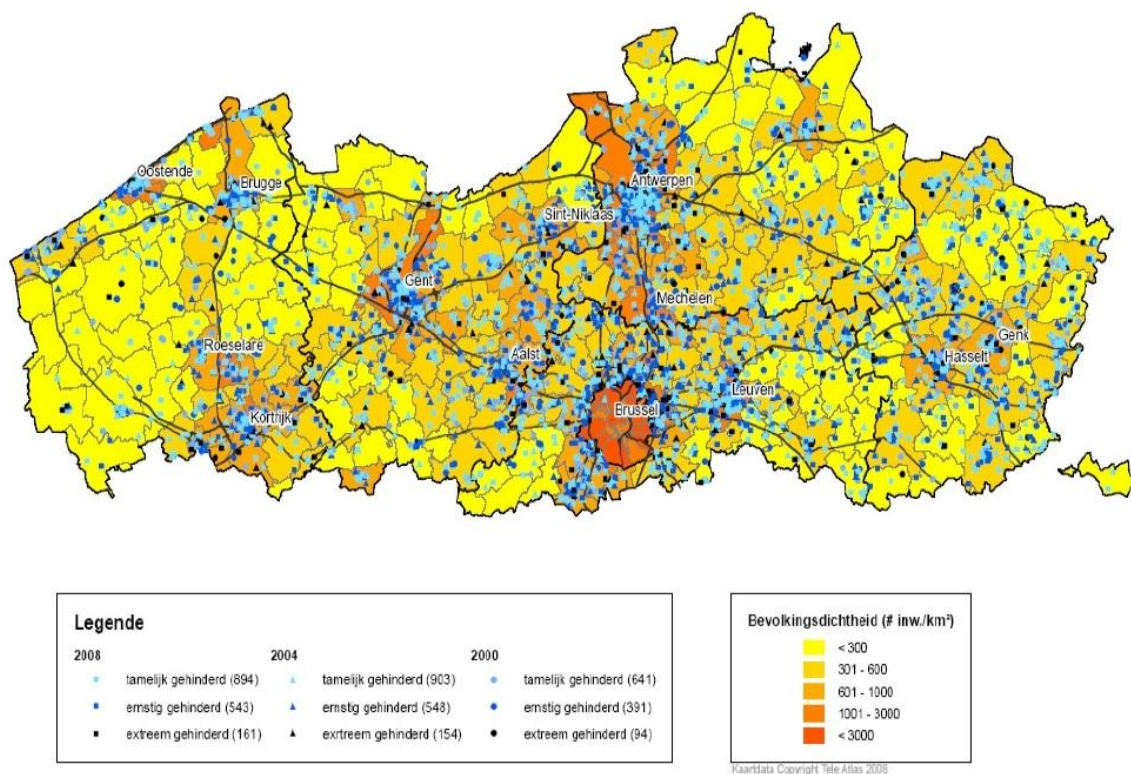 Oostende
Brugge
Antwerpen
Sint-Niklaas
Gent
Mechelen
Roeselare
Aalst
Genk
Hasselt
Leuven
Brussel
Kortrijk
Legende
2008 2004 2000
tamelijk gehinderd (894) tamelijk gehinderd (903) tamelijk gehinderd (641)
ernstig gehinderd (543) ernstig gehinderd (548) ernstig gehinderd (391)
extreem gehinderd (161) exrtreem gehinderd (154) extreem gehinderd (94)
Bevolkingsdichtheid (# inw./km²)
< 300
301 - 600
601 - 1000
1001 - 3000
< 3000
Kaartdata Copyright Tele Atlas 2008